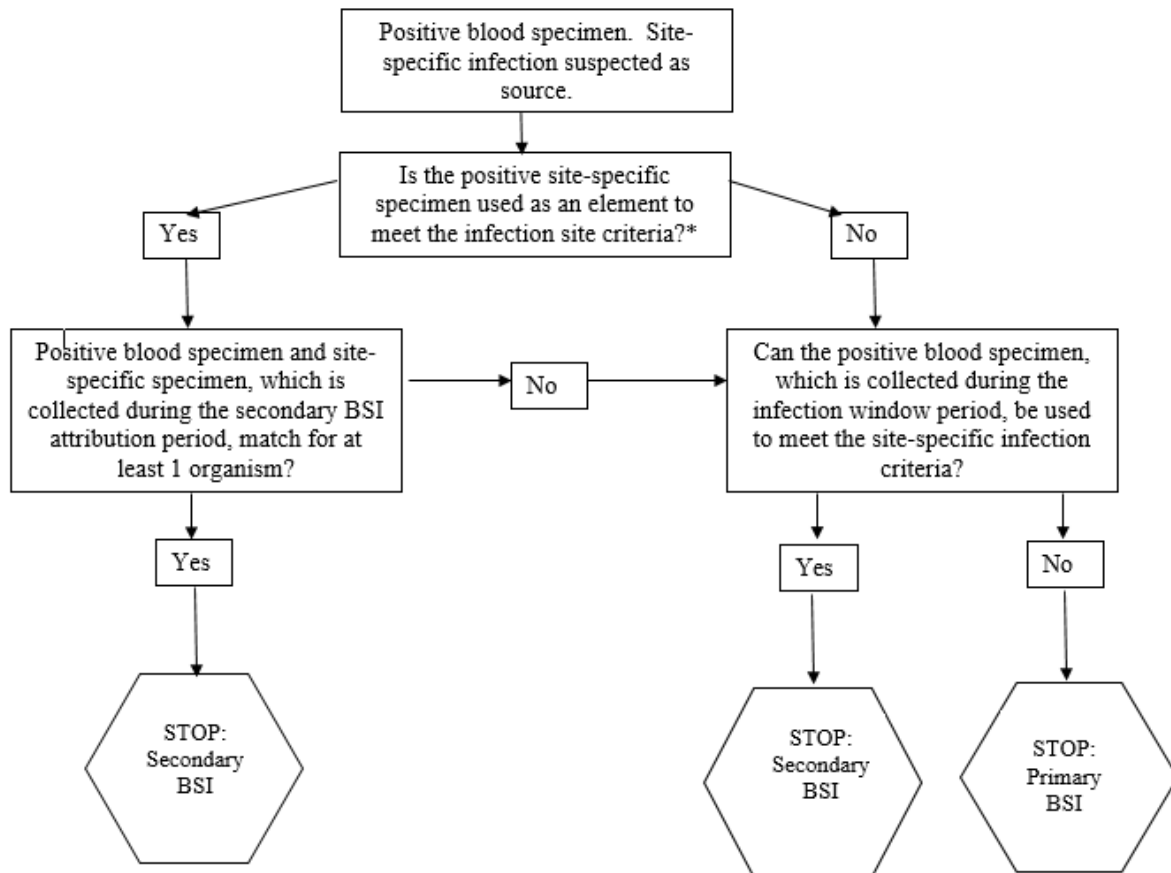 Positive blood specimen.  Site-
specific infection suspected as
source.
Is the positive site-specific
specimen used as an element to
meet the infection site criteria?*
Yes
No
Positive blood specimen and site-
specific specimen, which is
collected during the secondary BSI
attribution period, match for at
least 1 organism?
No
Can the positive blood specimen,
which is collected during the
infection window period, be used
to meet the site-specific infection
criteria?
Yes
Yes
No
STOP:
Secondary
BSI
STOP:
Secondary
BSI
STOP:
Primary
BSI